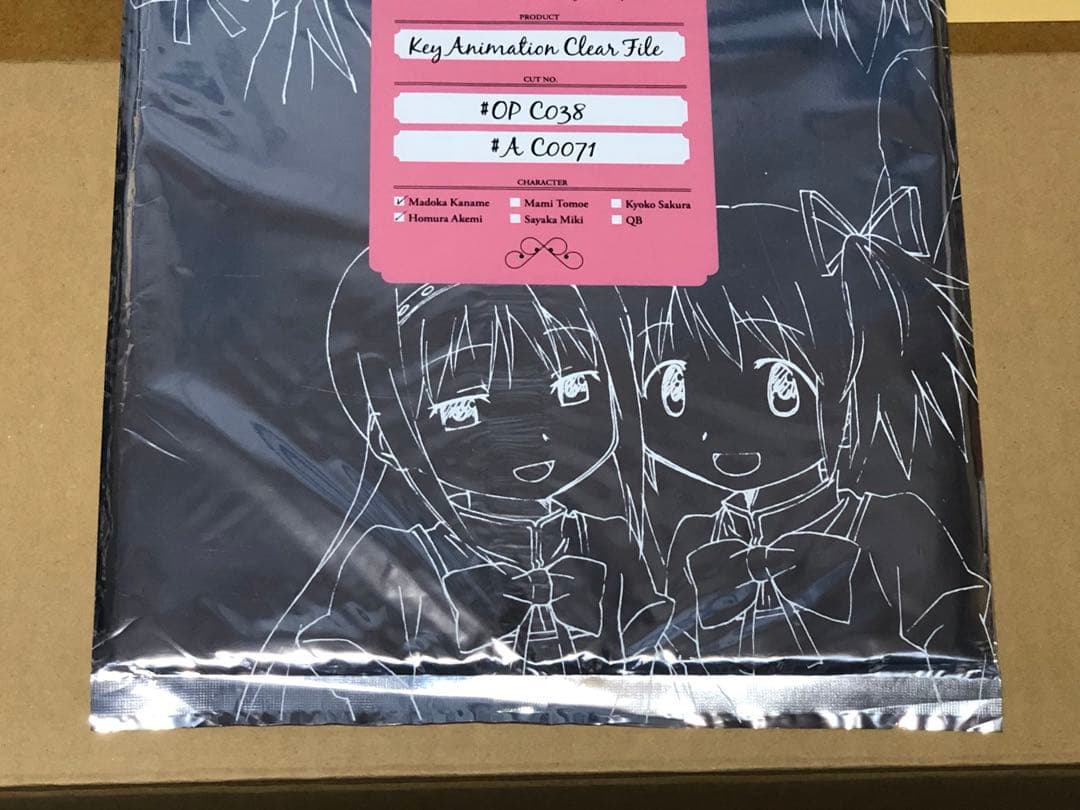 PRODUCT
Key Animation Clear File
CUT NO.
#OP C038
#A C0071
CHARACTER
Madoka Kaname Mami Tomoe Kyoko Sakura
Homura Akemi Sayaka Miki QB